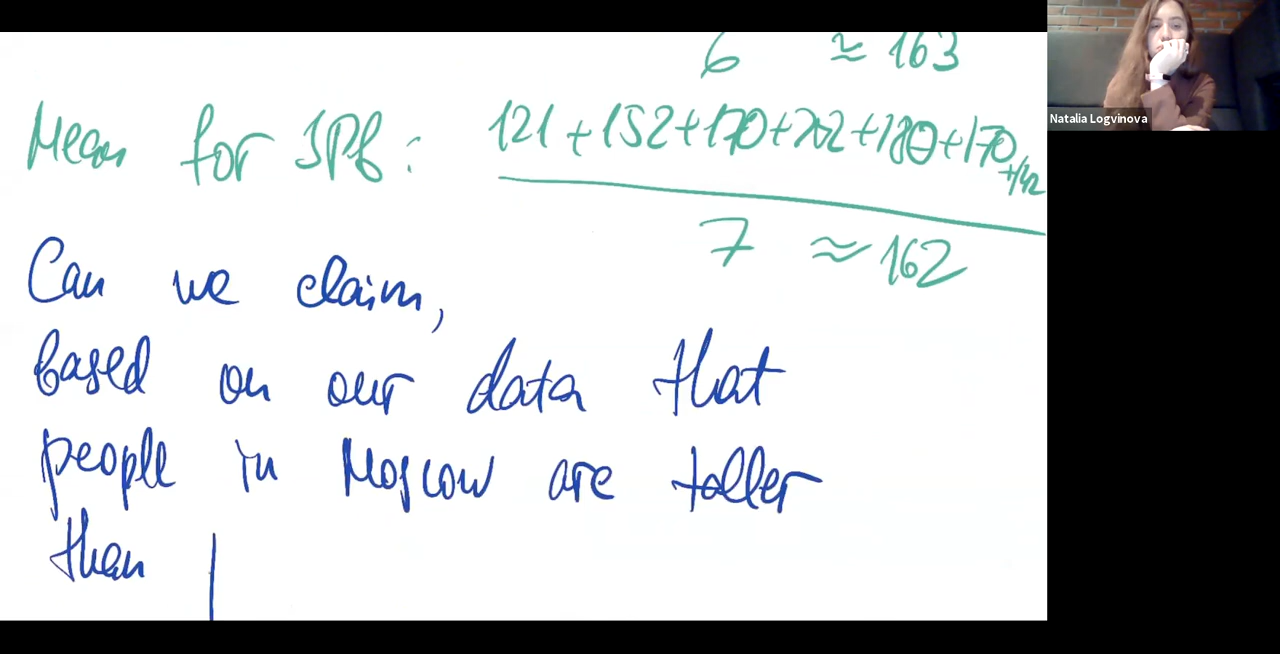 6 ≈ 163
Mean for SPb: 121+152+170+202+180+170+142
7 ≈ 162
Can we claim,
based on our data that
people in Moscow are taller
than
Natalia Logvinova